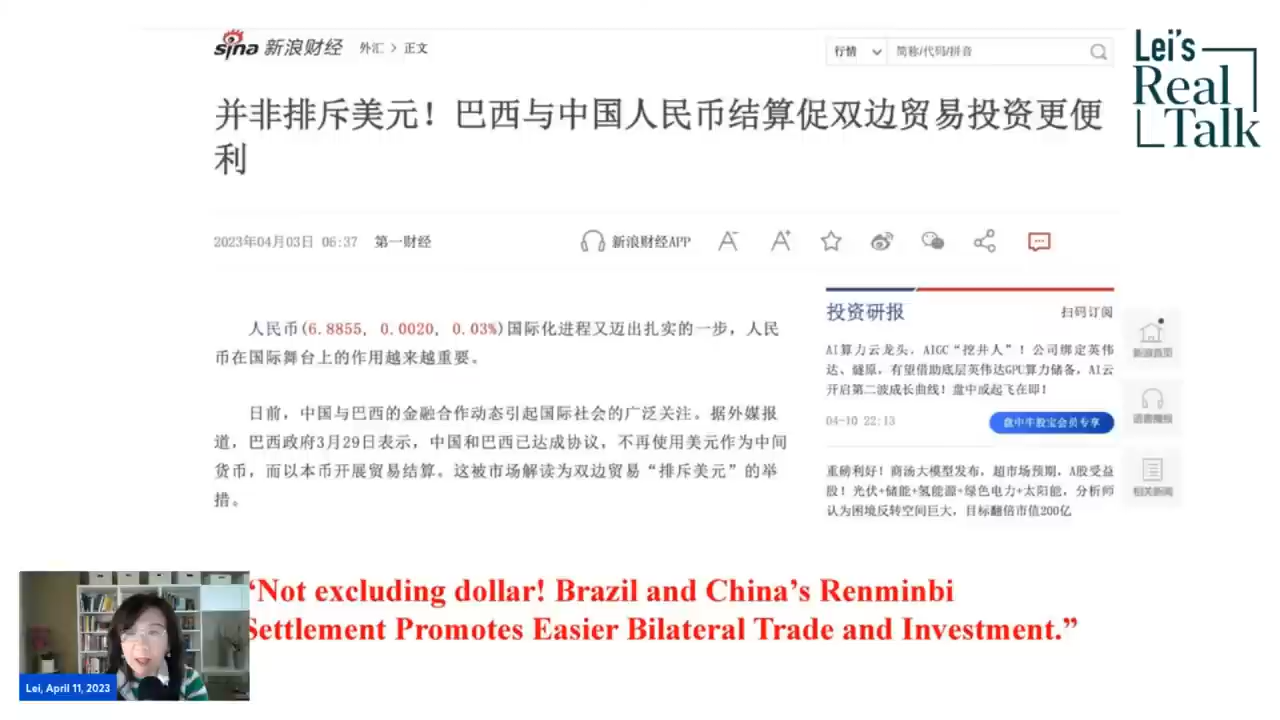 sina 新浪财经 外汇 > 正文
行情 简称/代码/拼音
Lei's
Real
Talk
并非排斥美元！巴西与中国人民币结算促双边贸易投资更便
利
2023年04月03日 06:37 第一财经
新浪财经APP A- A+
人民币(6.8855, 0.0020, 0.03%)国际化进程又迈出扎实的一步，人民
币在国际舞台上的作用越来越重要。
日前，中国与巴西的金融合作动态引起国际社会的广泛关注。据外媒报
道，巴西政府3月29日表示，中国和巴西已达成协议，不再使用美元作为中间
货币，而以本币开展贸易结算。这被市场解读为双边贸易“排斥美元”的举
措。
投资研报 扫码订阅
AI算力云龙头，AIGC“挖井人”！公司绑定英伟
达、燧原，有望借助底层英伟达GPU算力储备，AI云
开启第二波成长曲线！盘中或起飞在即！
04-10 22:13 盘中牛股宝会员专享
重磅利好！商汤大模型发布，超市场预期，A股受益
股！光伏+储能+氢能源+绿色电力+太阳能，分析师
认为困境反转空间巨大，目标翻倍市值200亿
新浪首页
语音播报
相关新闻
“Not excluding dollar! Brazil and China’s Renminbi
Settlement Promotes Easier Bilateral Trade and Investment.”
Lei, April 11, 2023